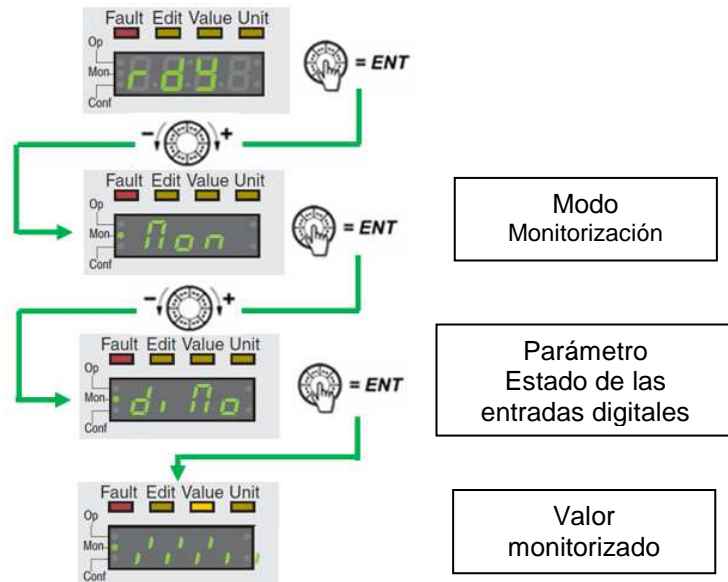 Fault Edit Value Unit
Op
Mon
Conf
rdy
= ENT
- +
Fault Edit Value Unit
Op
Mon
Conf
Mon
= ENT
Modo
Monitorización
- +
Fault Edit Value Unit
Op
Mon
Conf
diMo
= ENT
Parámetro
Estado de las
entradas digitales
Fault Edit Value Unit
Op
Mon
Conf
Valor
monitorizado